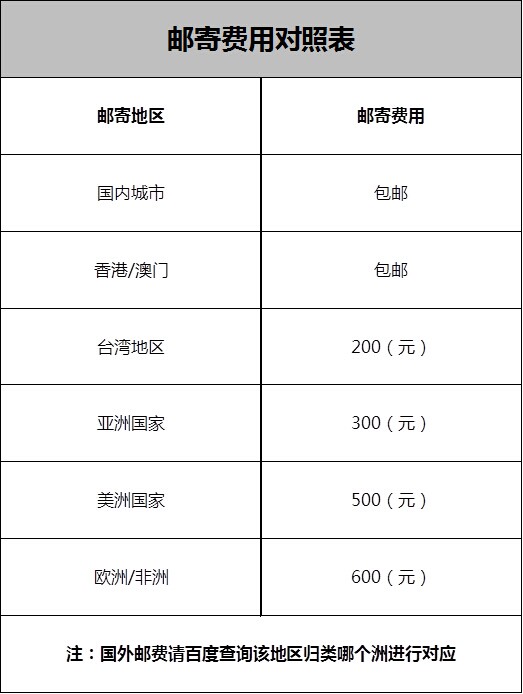 邮寄费用对照表
邮寄地区 邮寄费用
国内城市 包邮
香港/澳门 包邮
台湾地区 200（元）
亚洲国家 300（元）
美洲国家 500（元）
欧洲/非洲 600（元）
注：国外邮费请百度查询该地区归类哪个洲进行对应